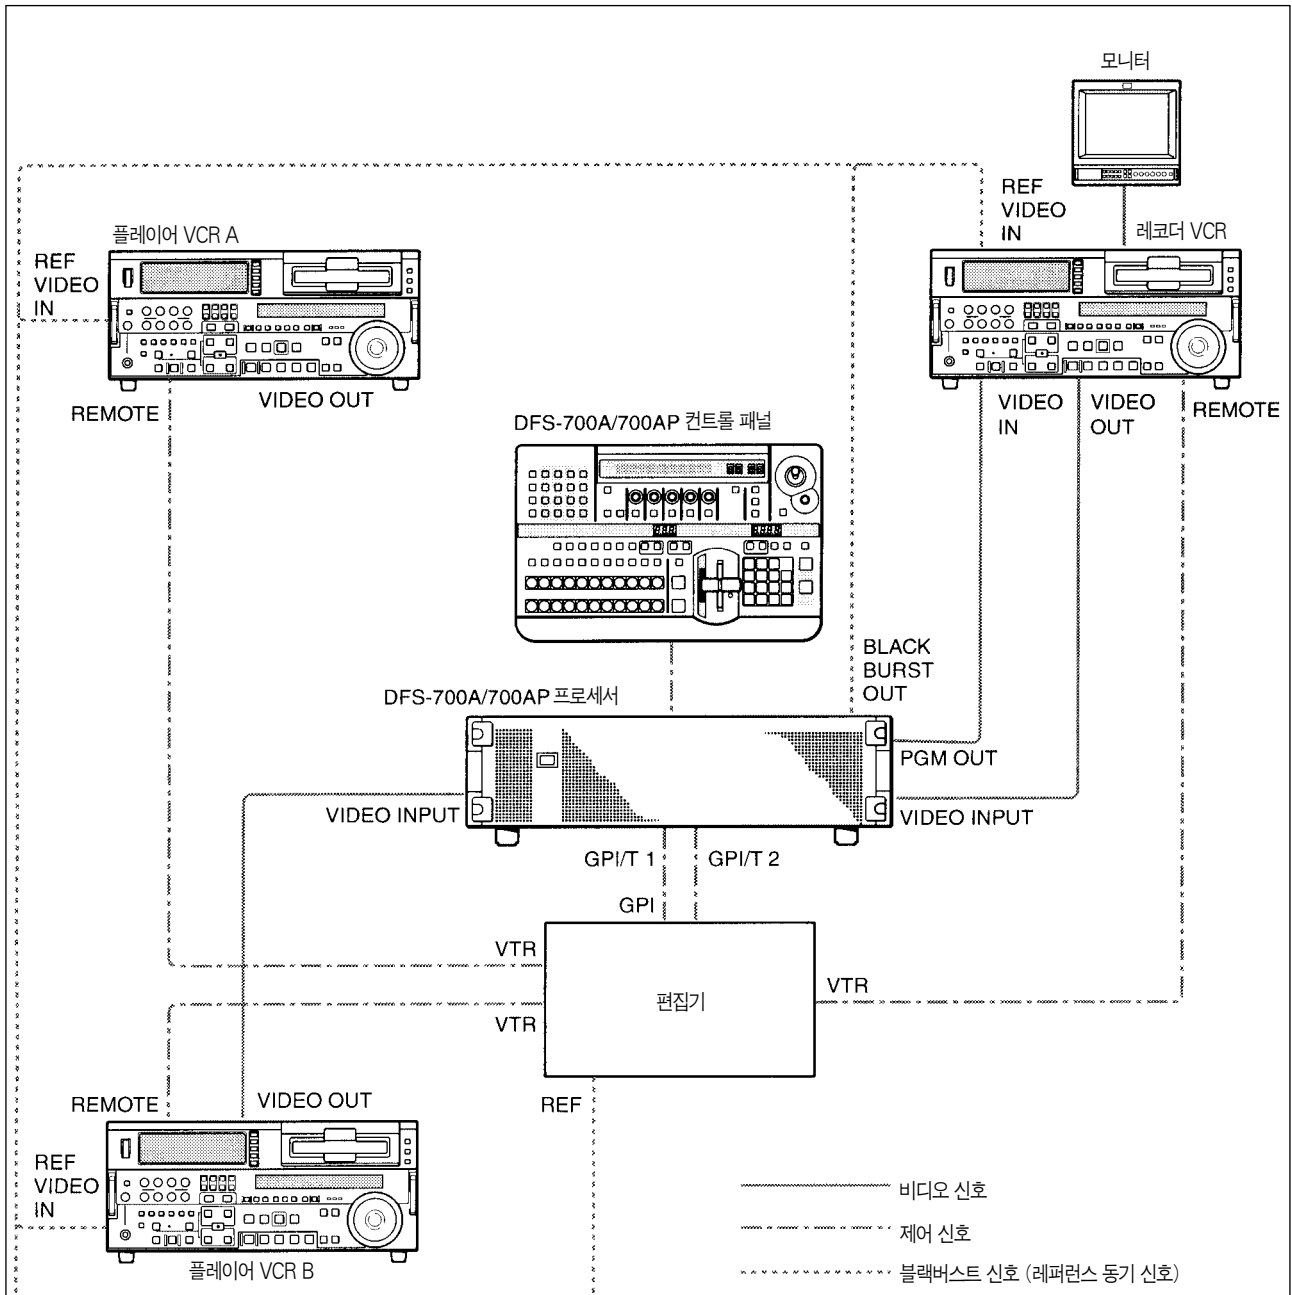 모니터
REF
VIDEO
IN
플레이어 VCR A
레코더 VCR
REF
VIDEO
IN
REMOTE
VIDEO OUT
VIDEO
IN
VIDEO
OUT
REMOTE
DFS-700A/700AP 컨트롤 패널
BLACK
BURST
OUT
DFS-700A/700AP 프로세서
PGM OUT
VIDEO INPUT
VIDEO INPUT
GPI/T 1
GPI/T 2
GPI
VTR
편집기
VTR
VTR
REMOTE
VIDEO OUT
REF
REF
VIDEO
IN
플레이어 VCR B
비디오 신호
제어 신호
블랙버스트 신호 (레퍼런스 동기 신호)